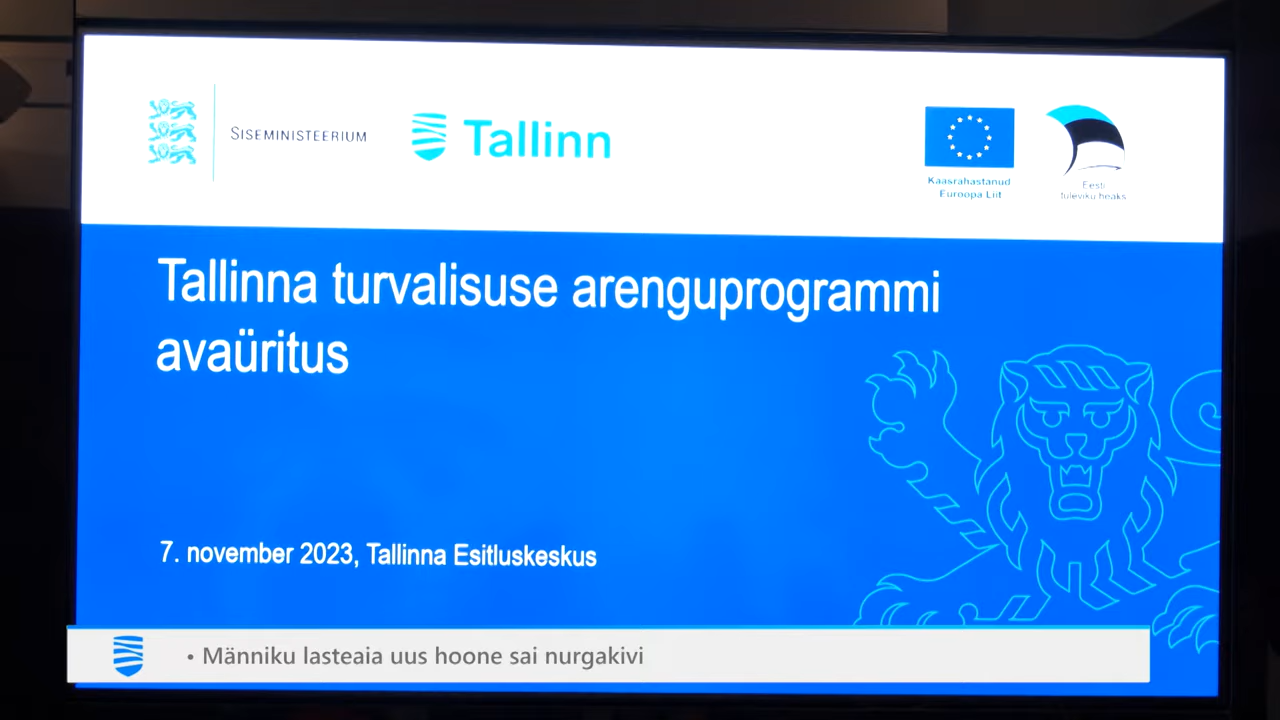 SISEMINISTEERIUM
Tallinn
Kaasrahastanud
Euroopa Liit
Eesti
tuleviku heaks
Tallinna turvalisuse arenguprogrammi
avaüritus
7. november 2023, Tallinna Esitluskeskus
• Männiku lasteaia uus hoone sai nurgakivi